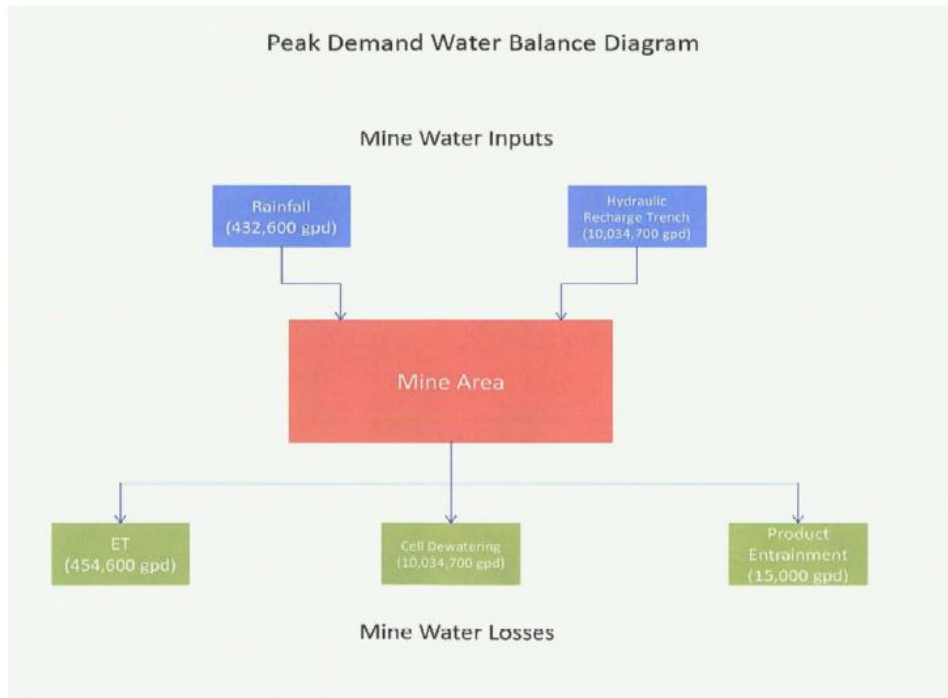 Peak Demand Water Balance Diagram
Mine Water Inputs
Rainfall
(432,600 gpd)
Hydraulic
Recharge Trench
(10,034,700 gpd)
Mine Area
ET
(454,600 gpd)
Cell Dewatering
(10,034,700 gpd)
Product
Entrainment
(15,000 gpd)
Mine Water Losses